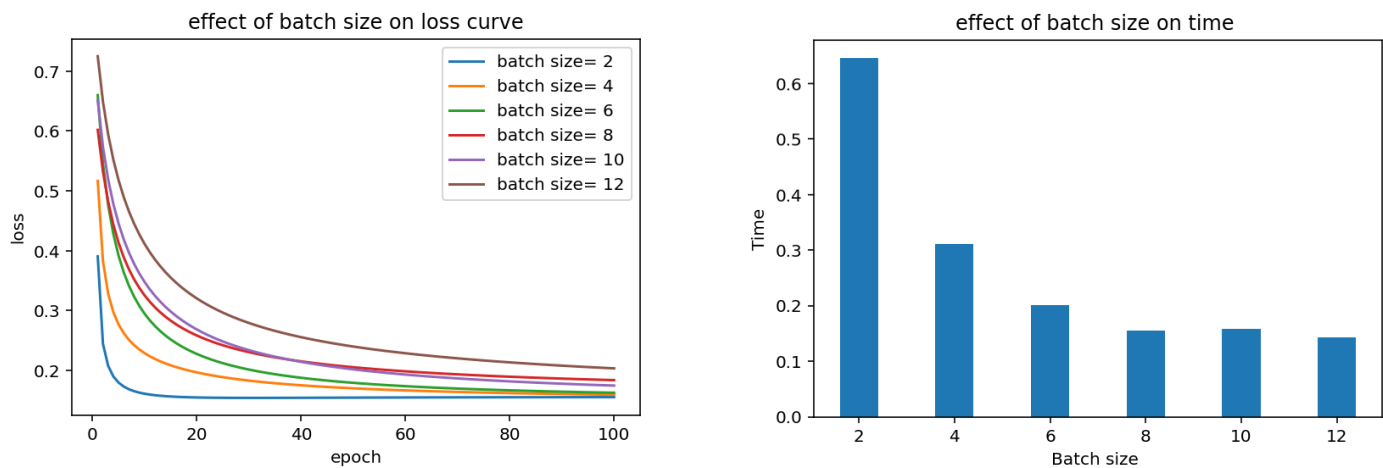 effect of batch size on loss curve
0.7
0.6
0.5
0.4
0.3
0.2
loss
batch size= 2
batch size= 4
batch size= 6
batch size= 8
batch size= 10
batch size= 12
0 20 40 60 80 100
epoch
effect of batch size on time
0.6
0.5
0.4
0.3
0.2
0.1
0.0
Time
2 4 6 8 10 12
Batch size